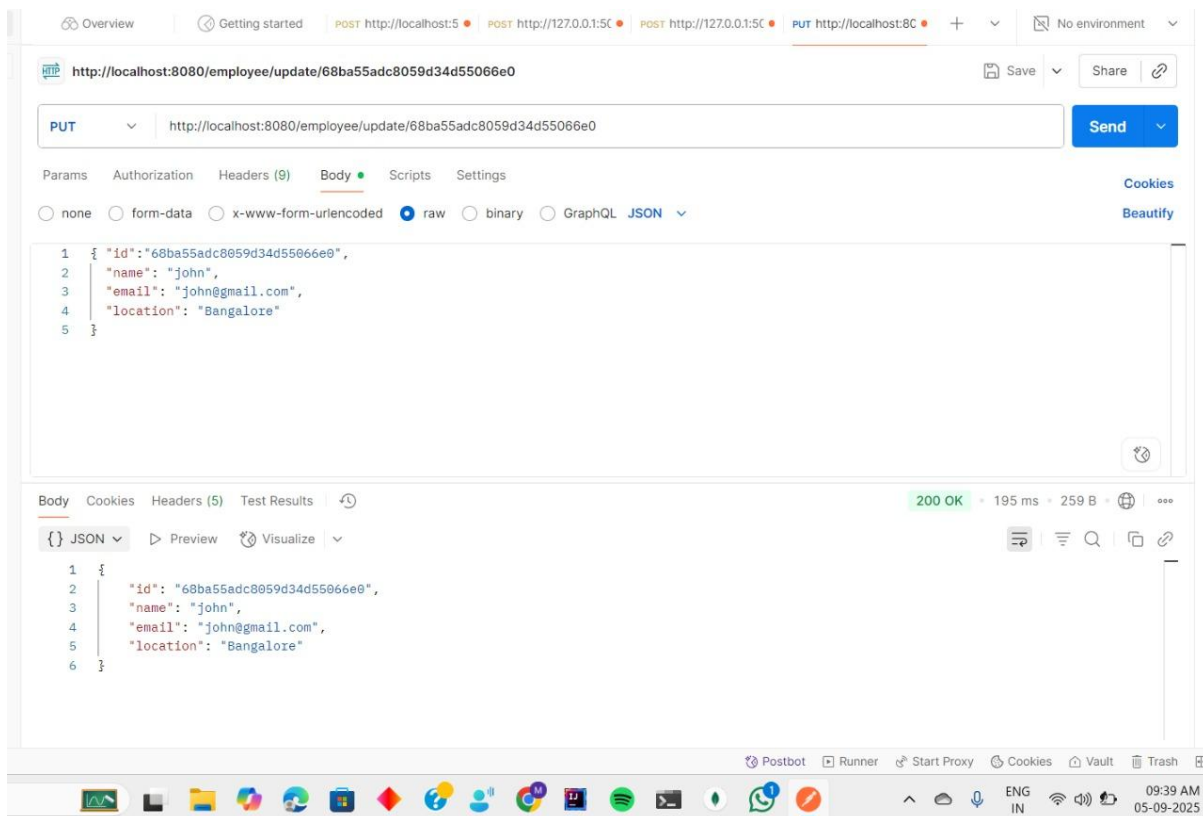 Overview Getting started POST http://localhost:5 POST http://127.0.0.1:50 POST http://127.0.0.1:50 PUT http://localhost:80 No environment
HTTP http://localhost:8080/employee/update/68ba55adc8059d34d55066e0 Save Share
PUT http://localhost:8080/employee/update/68ba55adc8059d34d55066e0 Send
Params Authorization Headers (9) Body Scripts Settings Cookies
none form-data x-www-form-urlencoded raw binary GraphQL JSON Beautify
1 { "id":"68ba55adc8059d34d55066e0",
2 "name": "john",
3 "email": "john@gmail.com",
4 "location": "Bangalore"
5 }
Body Cookies Headers (5) Test Results 200 OK 195 ms 259 B
{} JSON Preview Visualize
1 {
2 "id": "68ba55adc8059d34d55066e0",
3 "name": "john",
4 "email": "john@gmail.com",
5 "location": "Bangalore"
6 }
Postbot Runner Start Proxy Cookies Vault Trash
ENG 09:39 AM
IN 05-09-2025